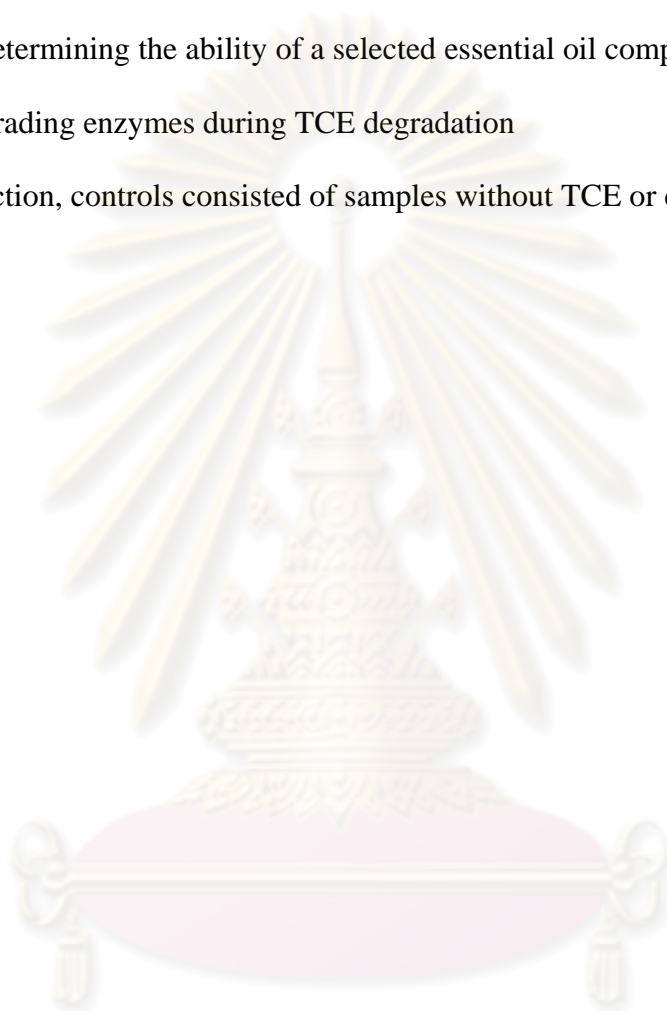 etermining the ability of a selected essential oil comp
rading enzymes during TCE degradation
ction, controls consisted of samples without TCE or